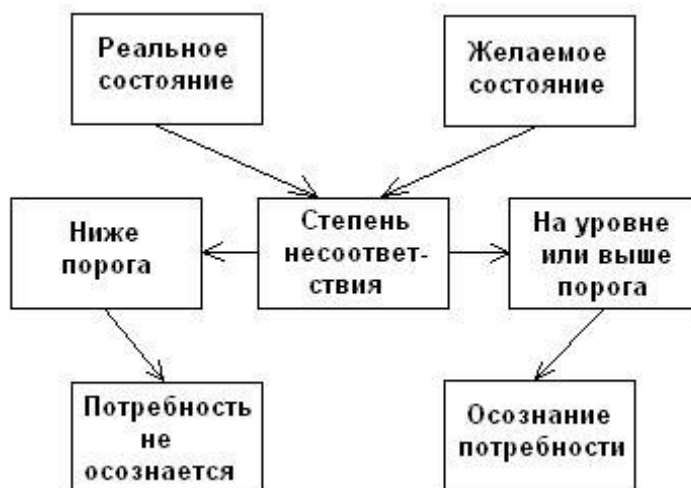 Реальное
состояние
Желаемое
состояние
Ниже
порога
Степень
несоответ-
ствия
На уровне
или выше
порога
Потребность
не
осознается
Осознание
потребности